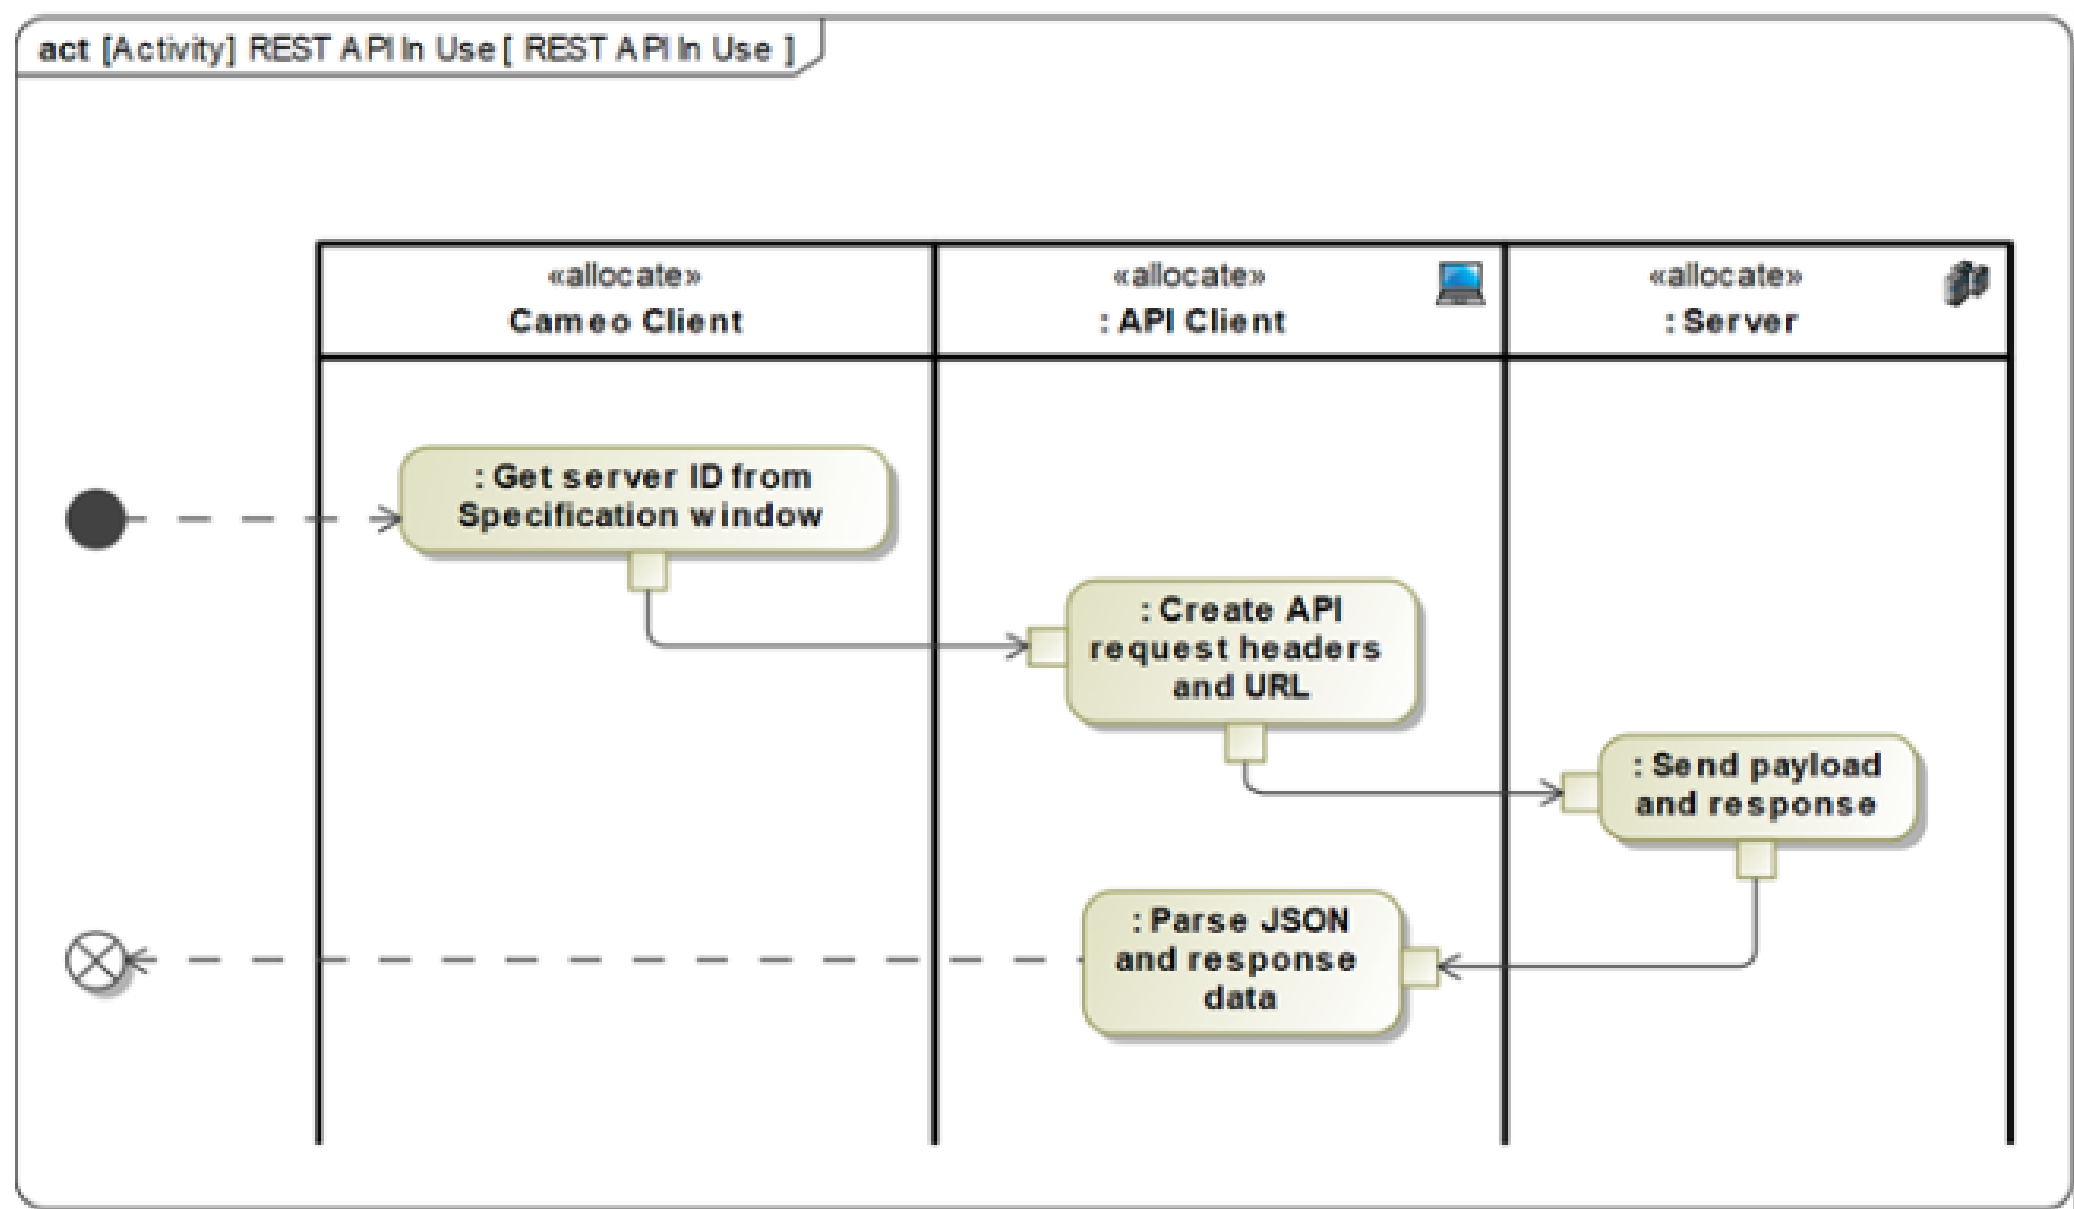 act [Activity] REST API In Use [ REST API In Use ]
«allocate»
Cameo Client
«allocate»
: API Client
«allocate»
: Server
: Get server ID from
Specification window
: Create API
request headers
and URL
: Send payload
and response
: Parse JSON
and response
data